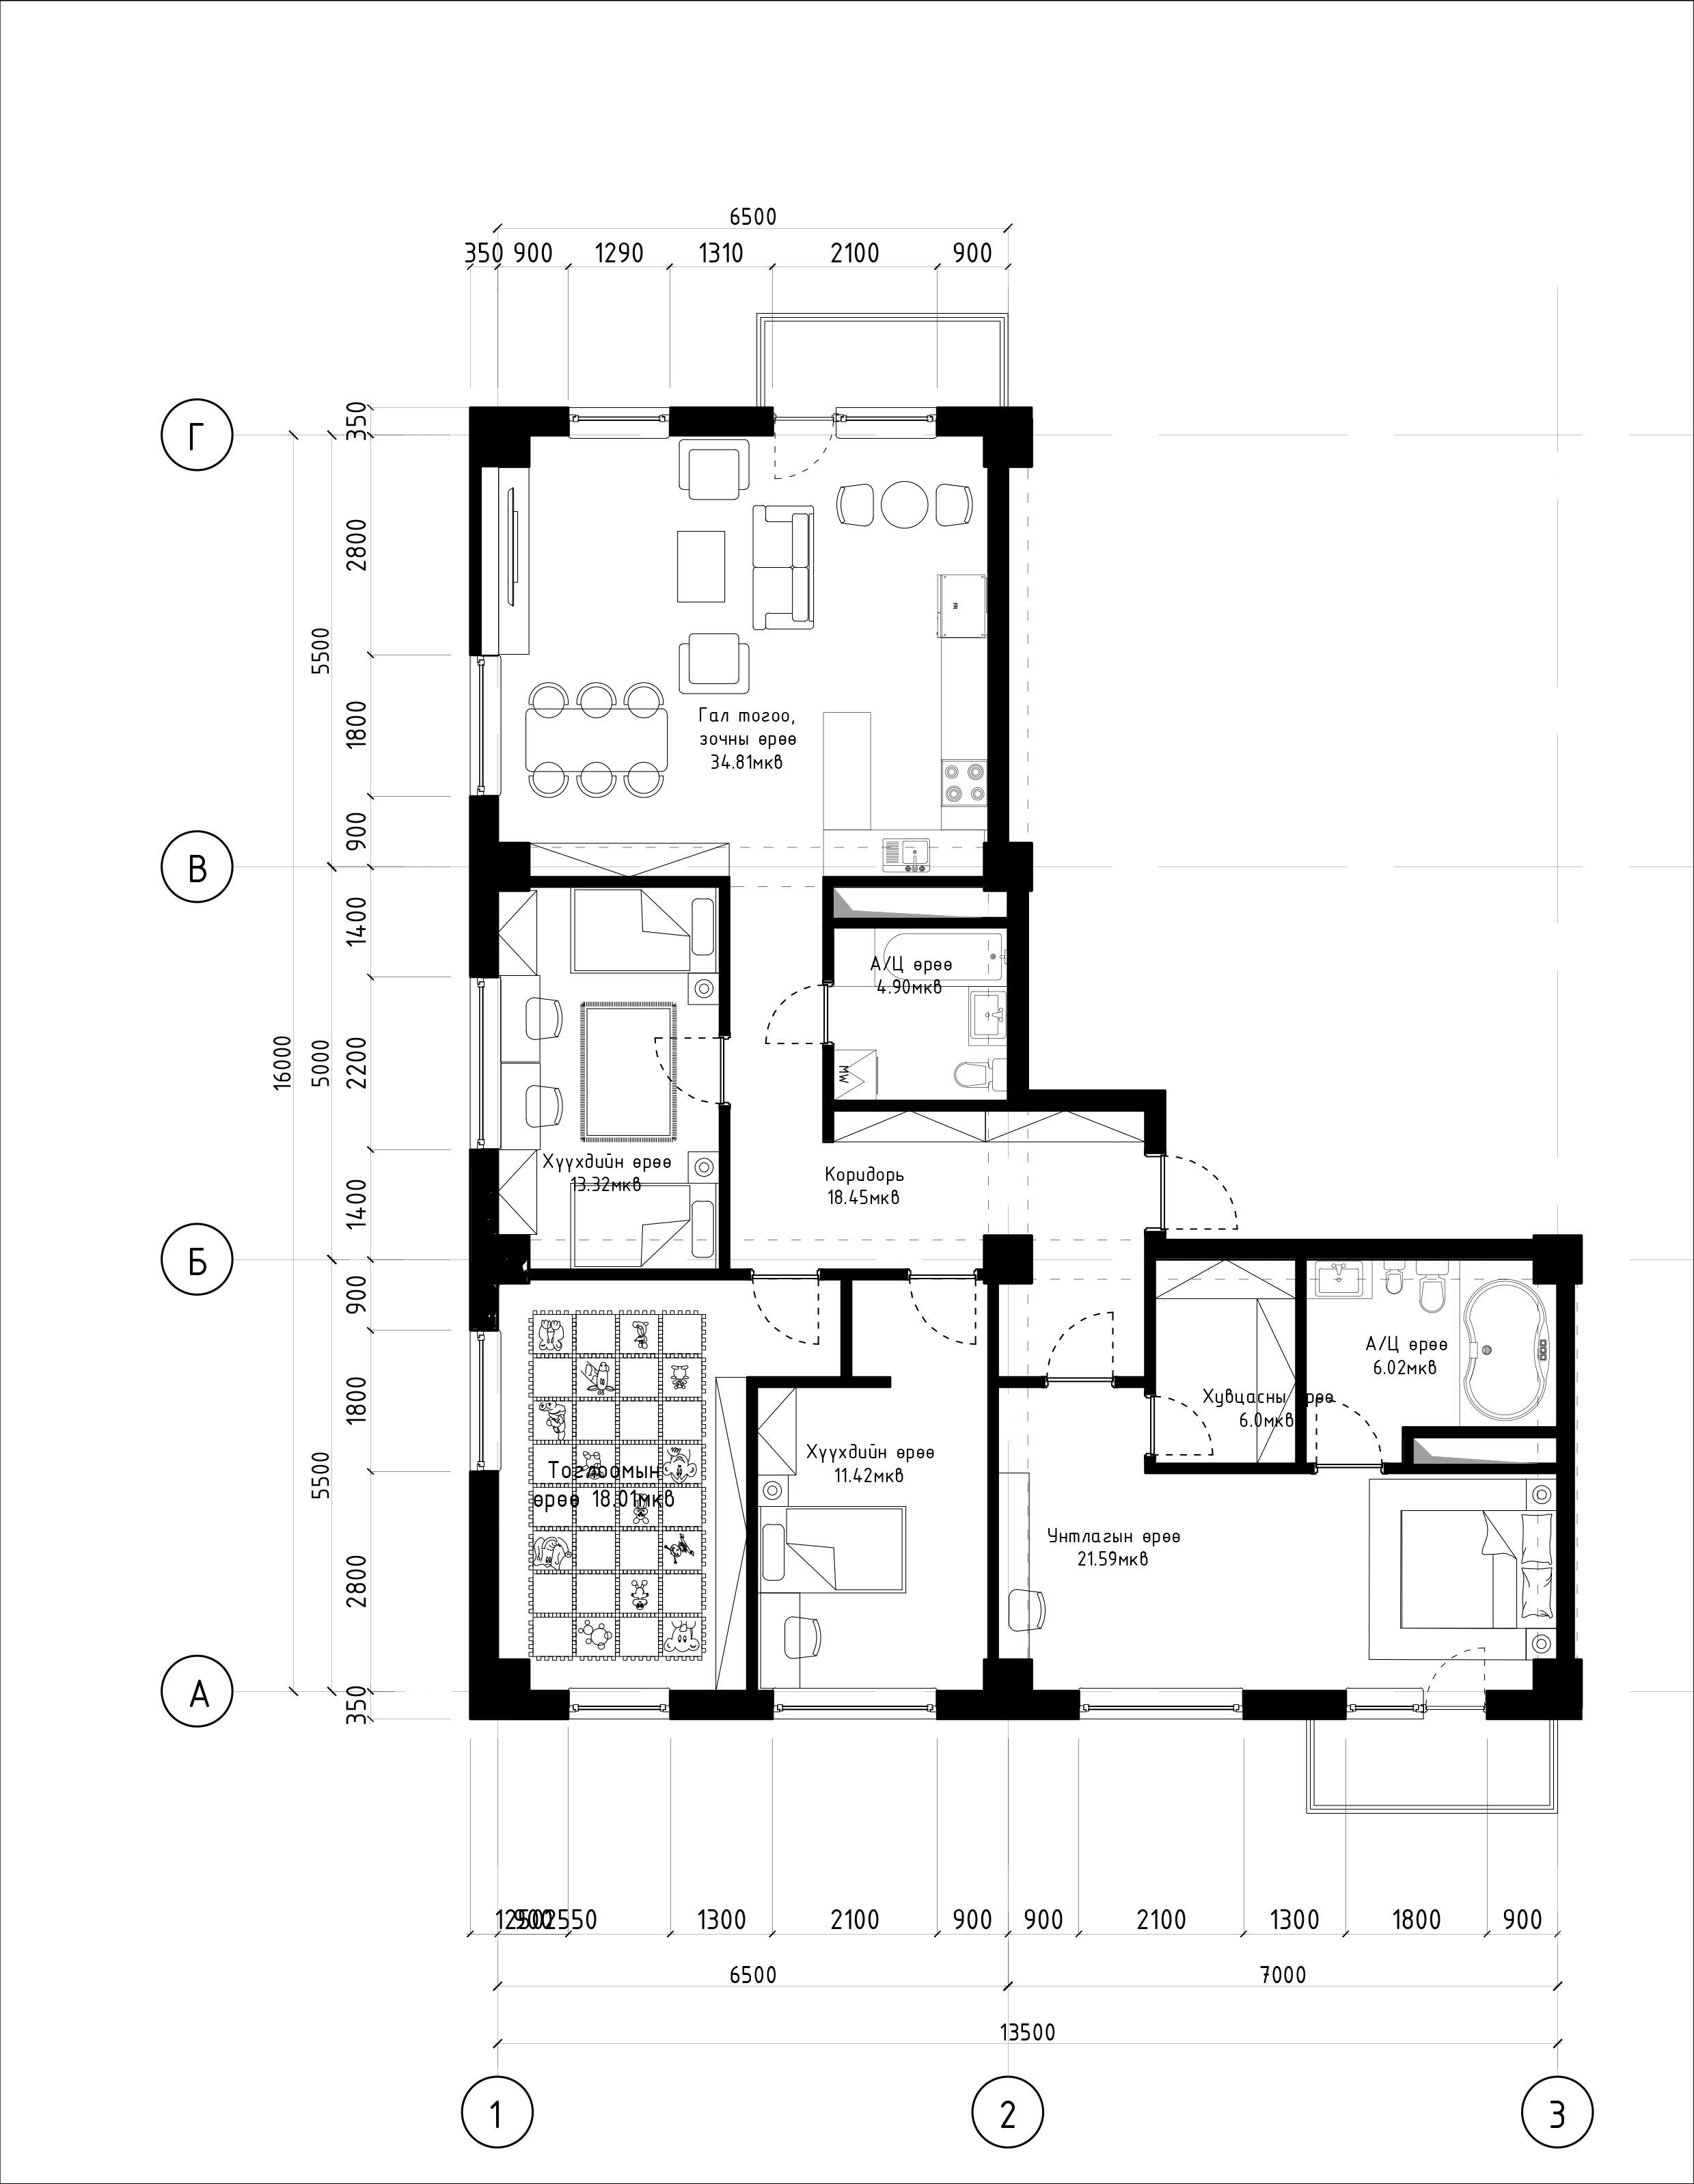 6500
350 900 1290 1310 2100 900
Г
350
2800
5500
1800
900
В
1400
16000
5000
2200
1400
Б
900
1800
5500
2800
А
350
FR
Гал тогоо,
зочны өрөө
34.81мкв
А/Ц өрөө
4.90мкв
MW
Хүүхдийн өрөө
13.32мкв
Коридорь
18.45мкв
А/Ц өрөө
6.02мкв
Хувцасны өрөө
6.0мкв
Хүүхдийн өрөө
11.42мкв
Тоглоомын
өрөө 18.01мкв
Унтлагын өрөө
21.59мкв
1300 2100 900 900 2100 1300 1800 900
6500 7000
13500
1 2 3